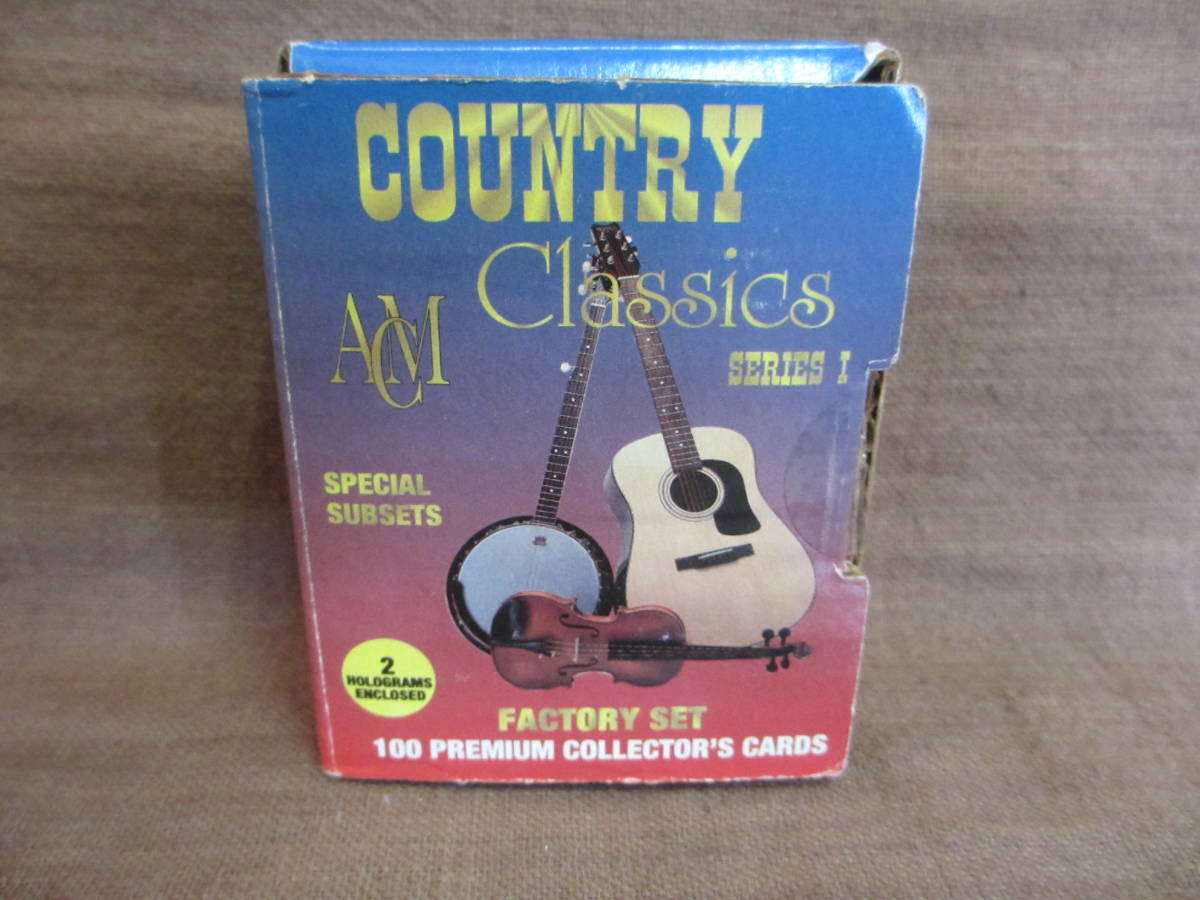 COUNTRY
Classics
ACM
SERIES I
SPECIAL
SUBSETS
2
HOLOGRAMS
ENCLOSED
FACTORY SET
100 PREMIUM COLLECTOR'S CARDS